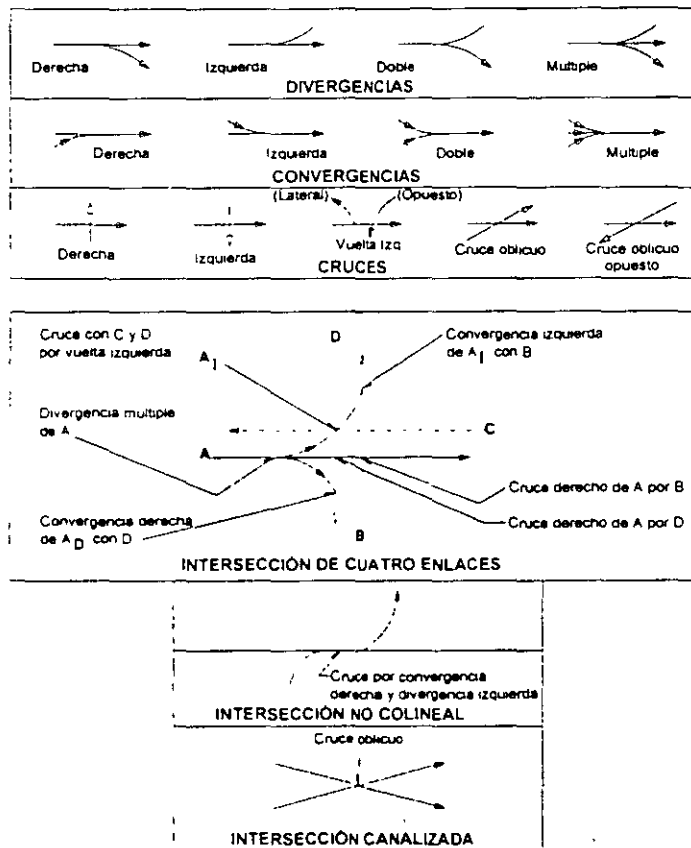 Derecha Izquierda Doble Multiple
DIVERGENCIAS
Derecha Izquierda Doble Multiple
CONVERGENCIAS
(Lateral) (Opuesto)
Derecha Izquierda Vuelta Izq Cruce oblicuo Cruce oblicuo
opuesto
CRUCES
Cruce con C y D
por vuelta izquierda
A I
D
Convergencia izquierda
de A I con B
Divergencia multiple
de A
A
C
Convergencia derecha
de A D con D
B
Cruce derecho de A por B
Cruce derecho de A por D
INTERSECCIÓN DE CUATRO ENLACES
Cruce por convergencia
derecha y divergencia izquierda
INTERSECCIÓN NO COLINEAL
Cruce oblicuo
INTERSECCIÓN CANALIZADA